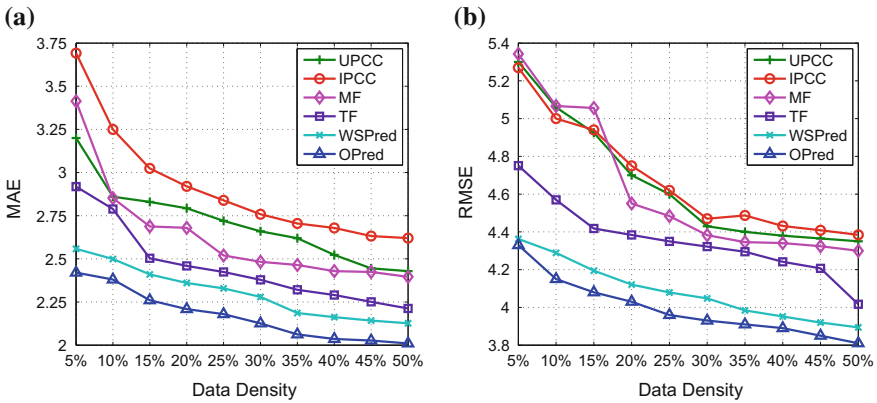 (a)
MAE
3.75
3.5
3.25
3
2.75
2.5
2.25
2
5% 10% 15% 20% 25% 30% 35% 40% 45% 50%
Data Density
UPCC
IPCC
MF
TF
WSPred
OPred
(b)
RMSE
5.4
5.2
5
4.8
4.6
4.4
4.2
4
3.8
5% 10% 15% 20% 25% 30% 35% 40% 45% 50%
Data Density
UPCC
IPCC
MF
TF
WSPred
OPred